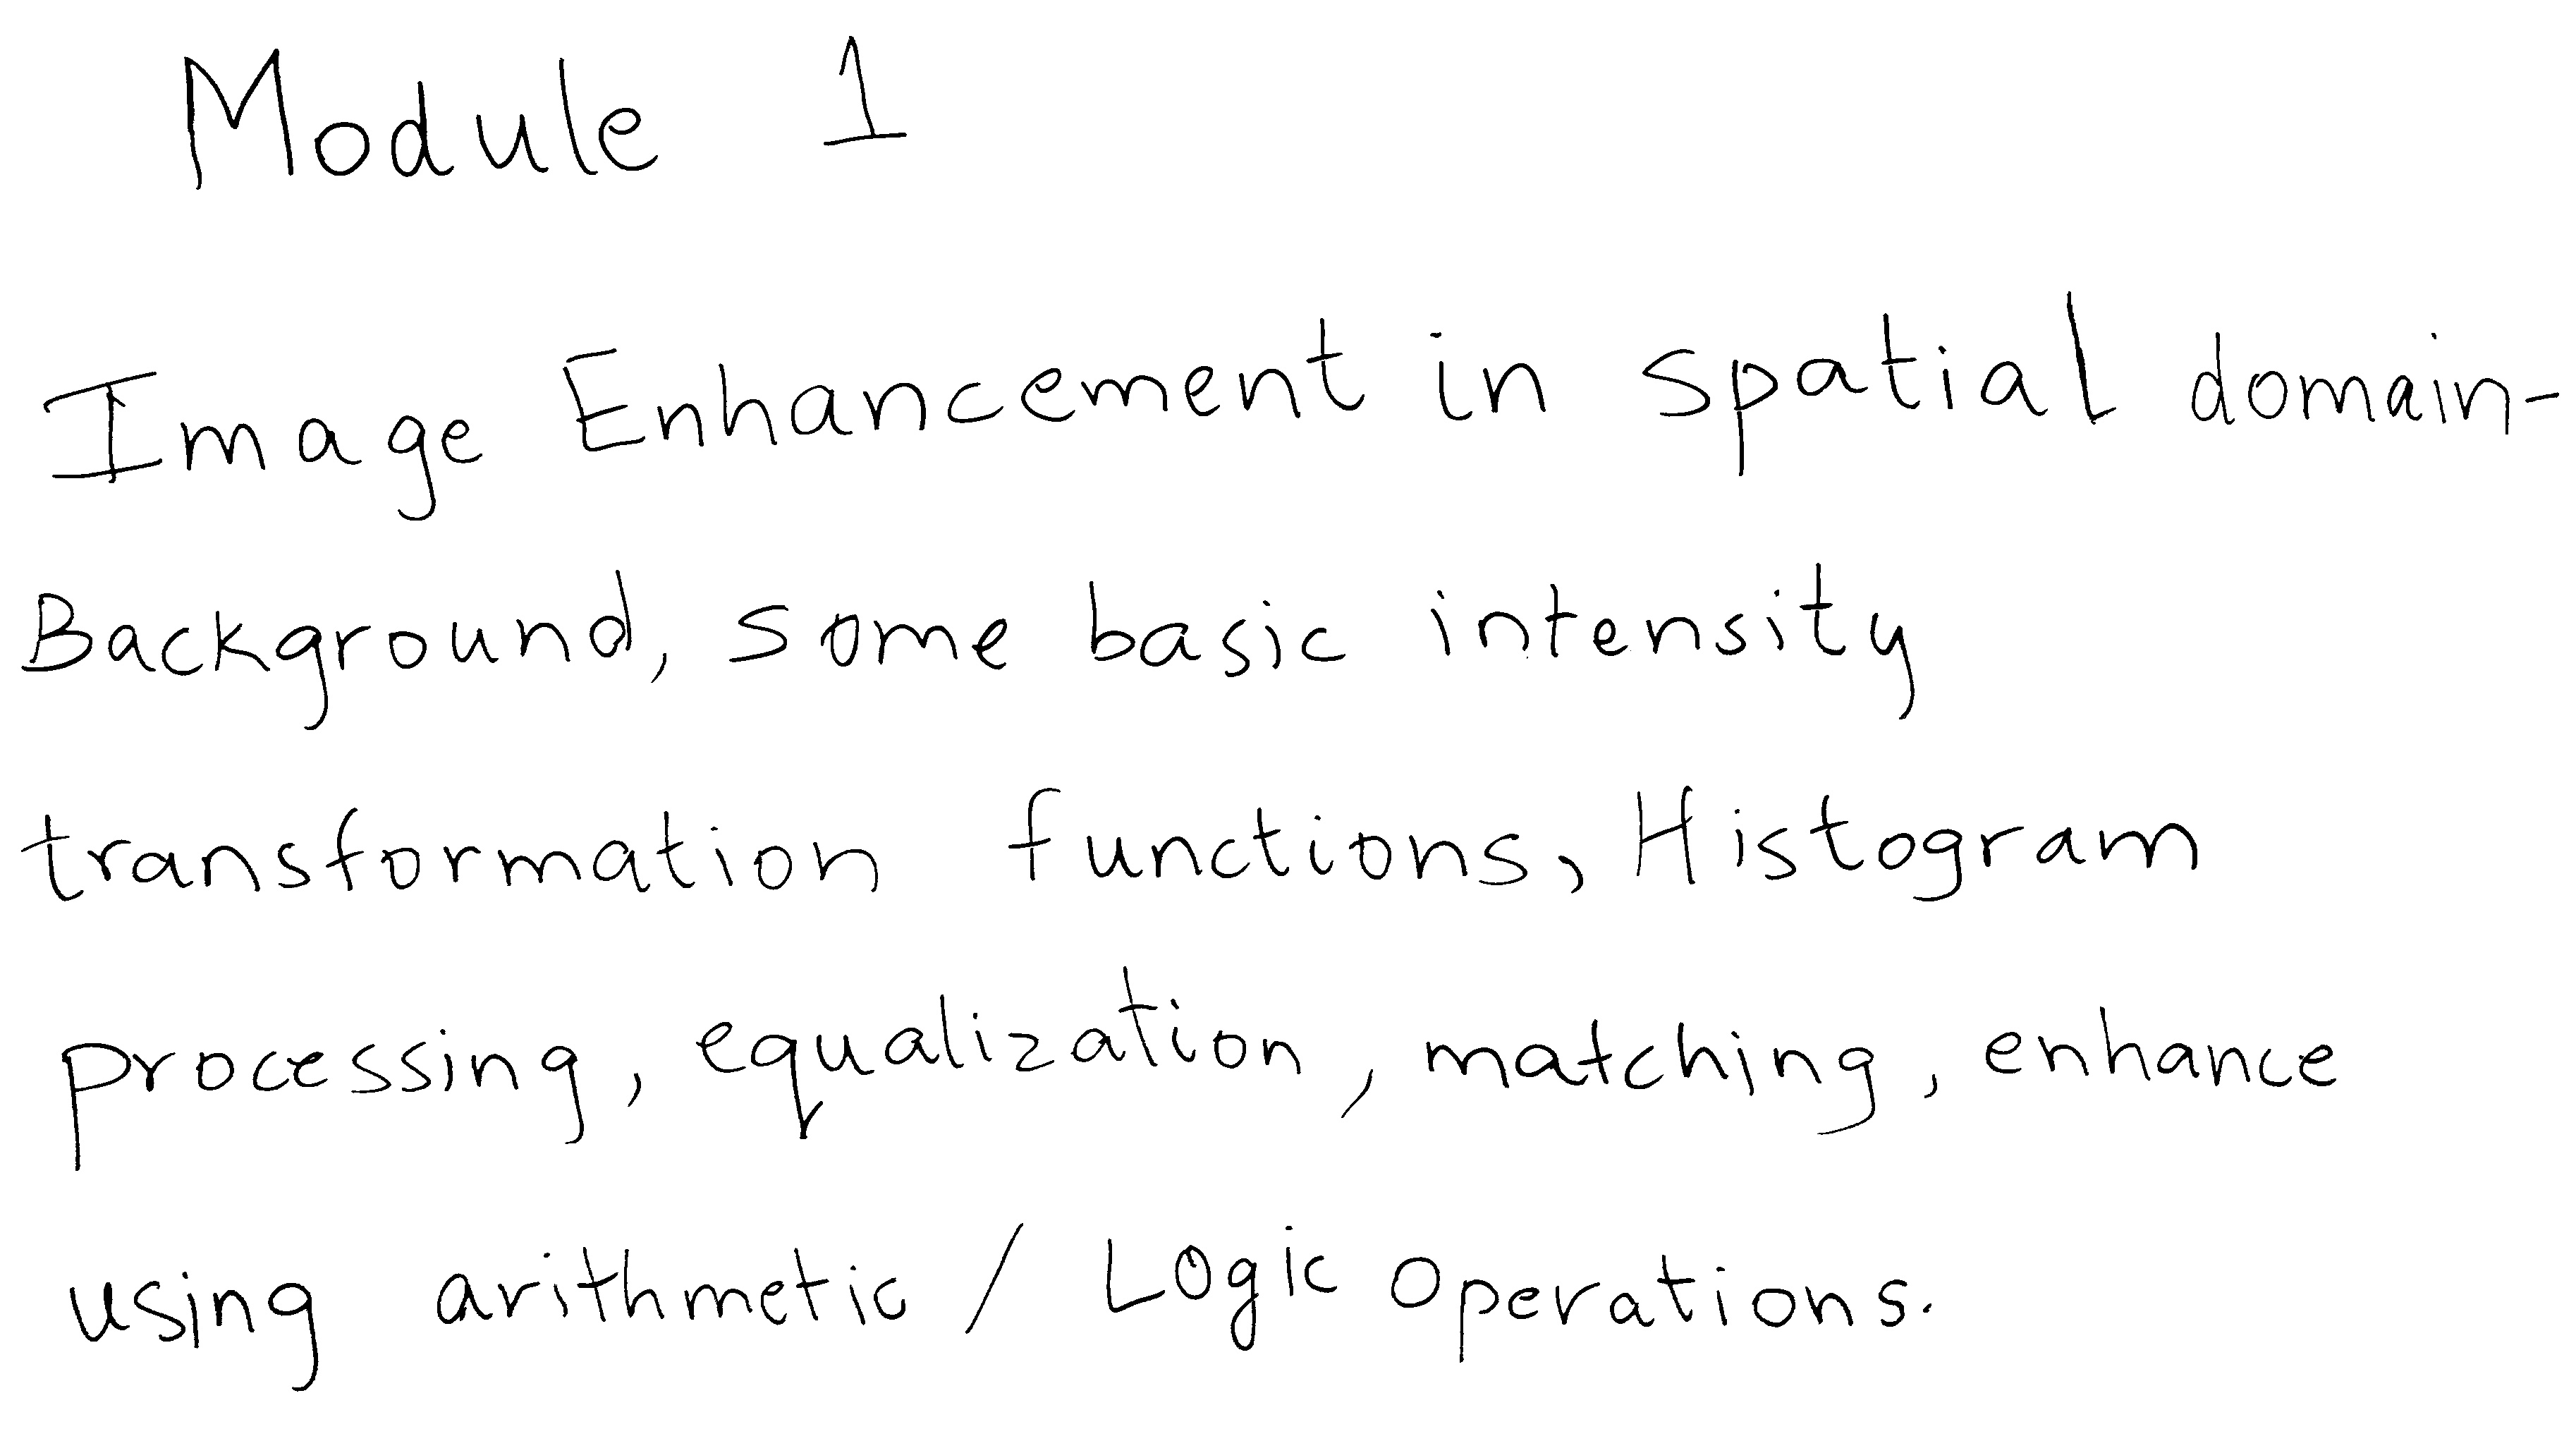 Module 1
Image Enhancement in spatial domain-
Background, some basic intensity
transformation functions, Histogram
processing, equalization, matching, enhance
using arithmetic / Logic operations.